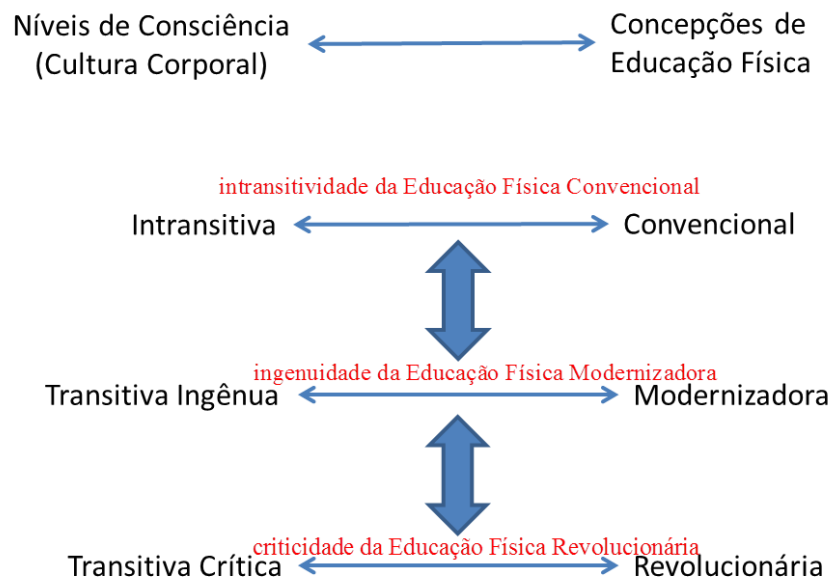 Níveis de Consciência
(Cultura Corporal)
Concepções de
Educação Física
intransitividade da Educação Física Convencional
Intransitiva
Convencional
ingenuidade da Educação Física Modernizadora
Transitiva Ingênua
Modernizadora
criticidade da Educação Física Revolucionária
Transitiva Crítica
Revolucionária